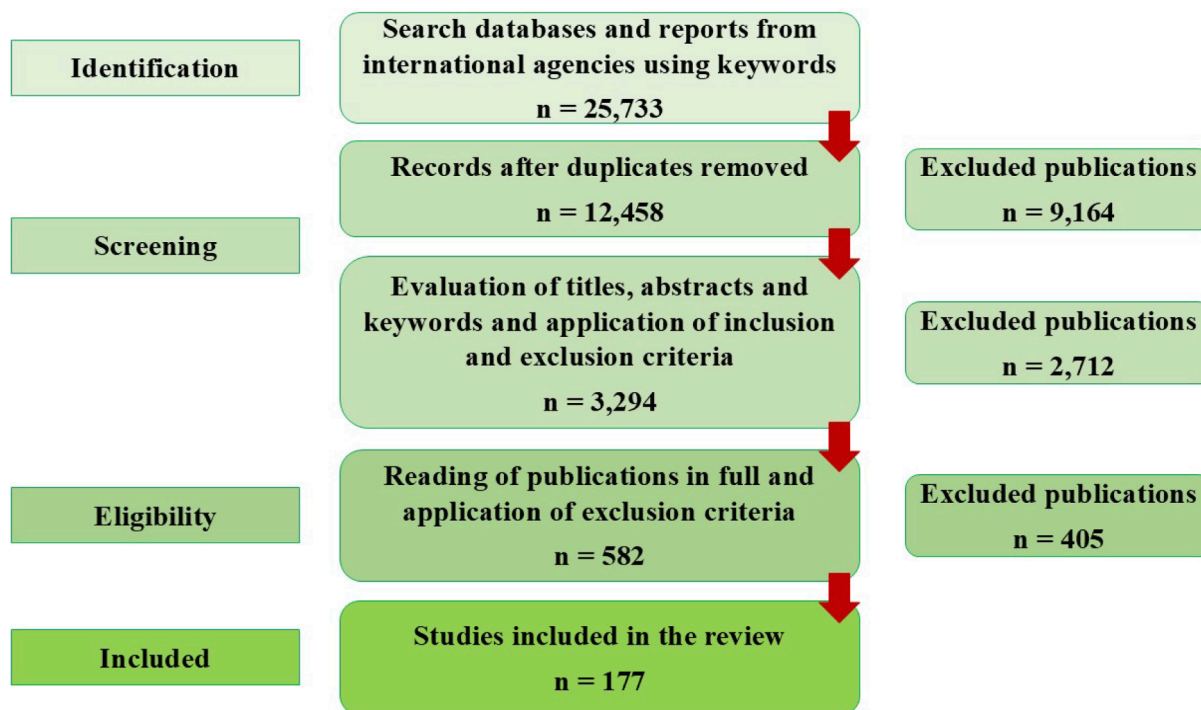 Identification
Search databases and reports from
international agencies using keywords
n = 25,733
Records after duplicates removed
n = 12,458
Excluded publications
n = 9,164
Screening
Evaluation of titles, abstracts and
keywords and application of inclusion
and exclusion criteria
n = 3,294
Excluded publications
n = 2,712
Eligibility
Reading of publications in full and
application of exclusion criteria
n = 582
Excluded publications
n = 405
Included
Studies included in the review
n = 177